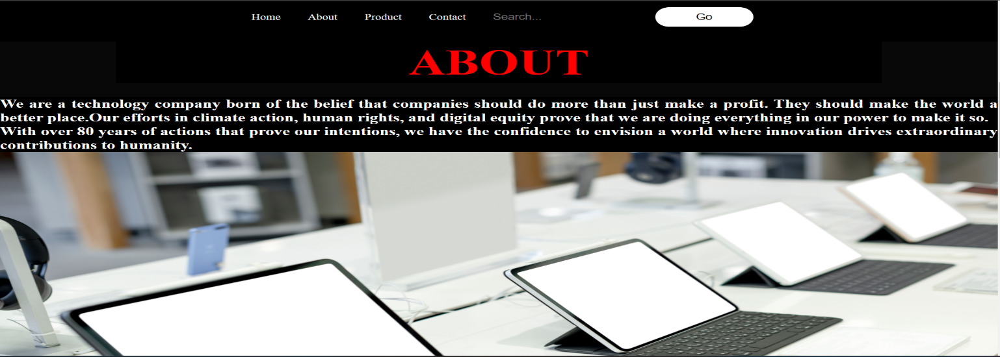 Home About Product Contact Search... Go
ABOUT
We are a technology company born of the belief that companies should do more than just make a profit. They should make the world a
better place.Our efforts in climate action, human rights, and digital equity prove that we are doing everything in our power to make it so.
With over 80 years of actions that prove our intentions, we have the confidence to envision a world where innovation drives extraordinary
contributions to humanity.